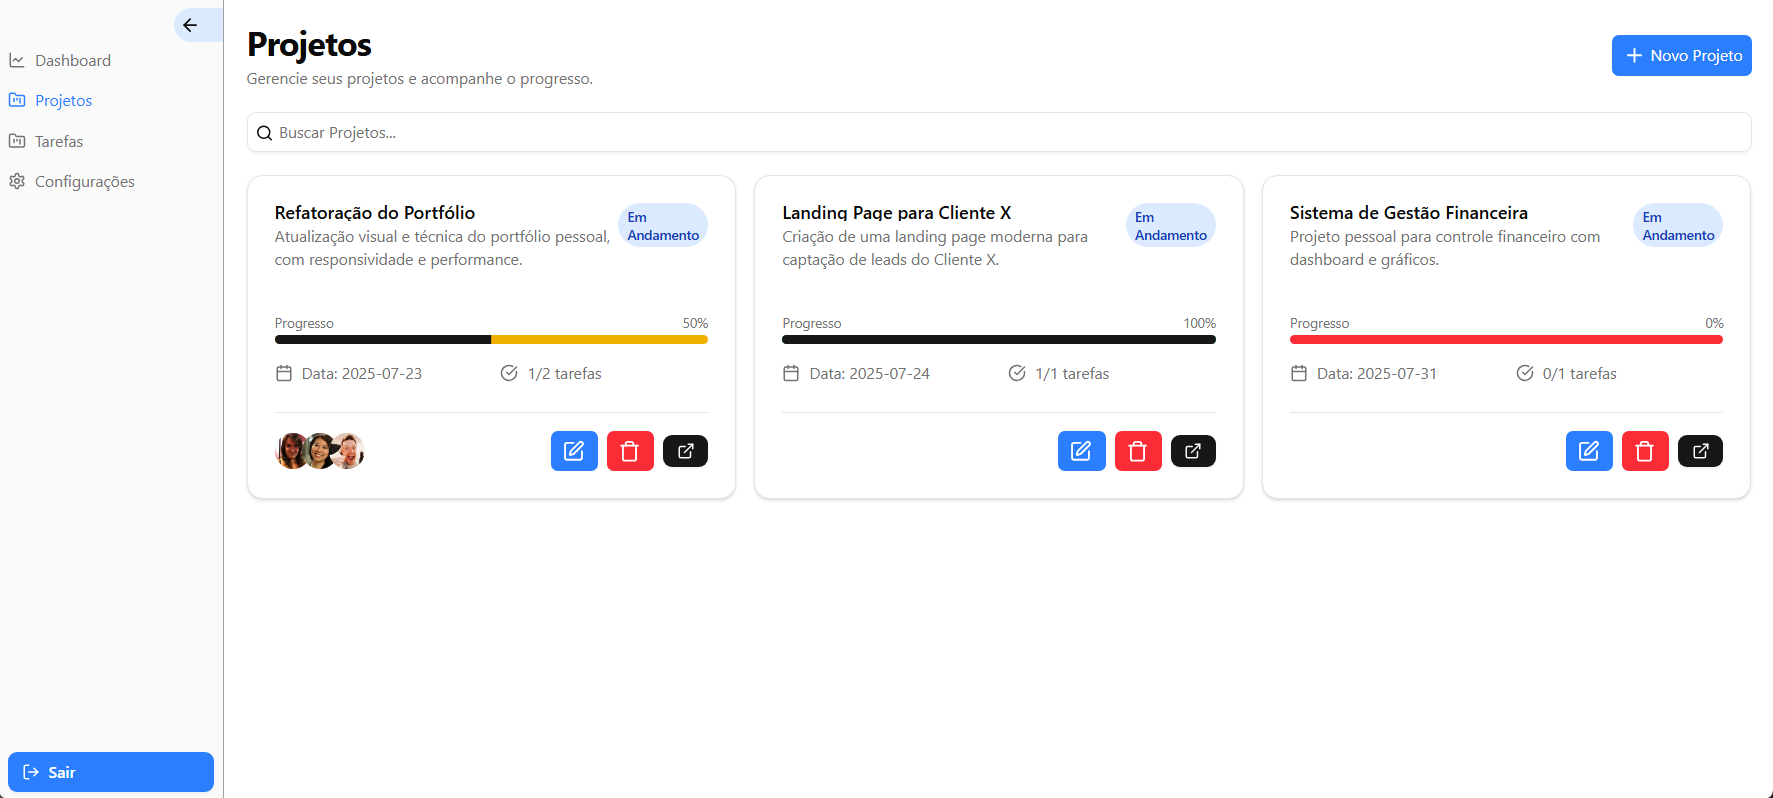 Dashboard
Projetos
Tarefas
Configurações
Sair
Projetos
Gerencie seus projetos e acompanhe o progresso.
Novo Projeto
Buscar Projetos...
Refatoração do Portfólio
Em
Andamento
Atualização visual e técnica do portfólio pessoal,
com responsividade e performance.
Progresso 50%
Data: 2025-07-23 1/2 tarefas
Landing Page para Cliente X
Em
Andamento
Criação de uma landing page moderna para
captação de leads do Cliente X.
Progresso 100%
Data: 2025-07-24 1/1 tarefas
Sistema de Gestão Financeira
Em
Andamento
Projeto pessoal para controle financeiro com
dashboard e gráficos.
Progresso 0%
Data: 2025-07-31 0/1 tarefas